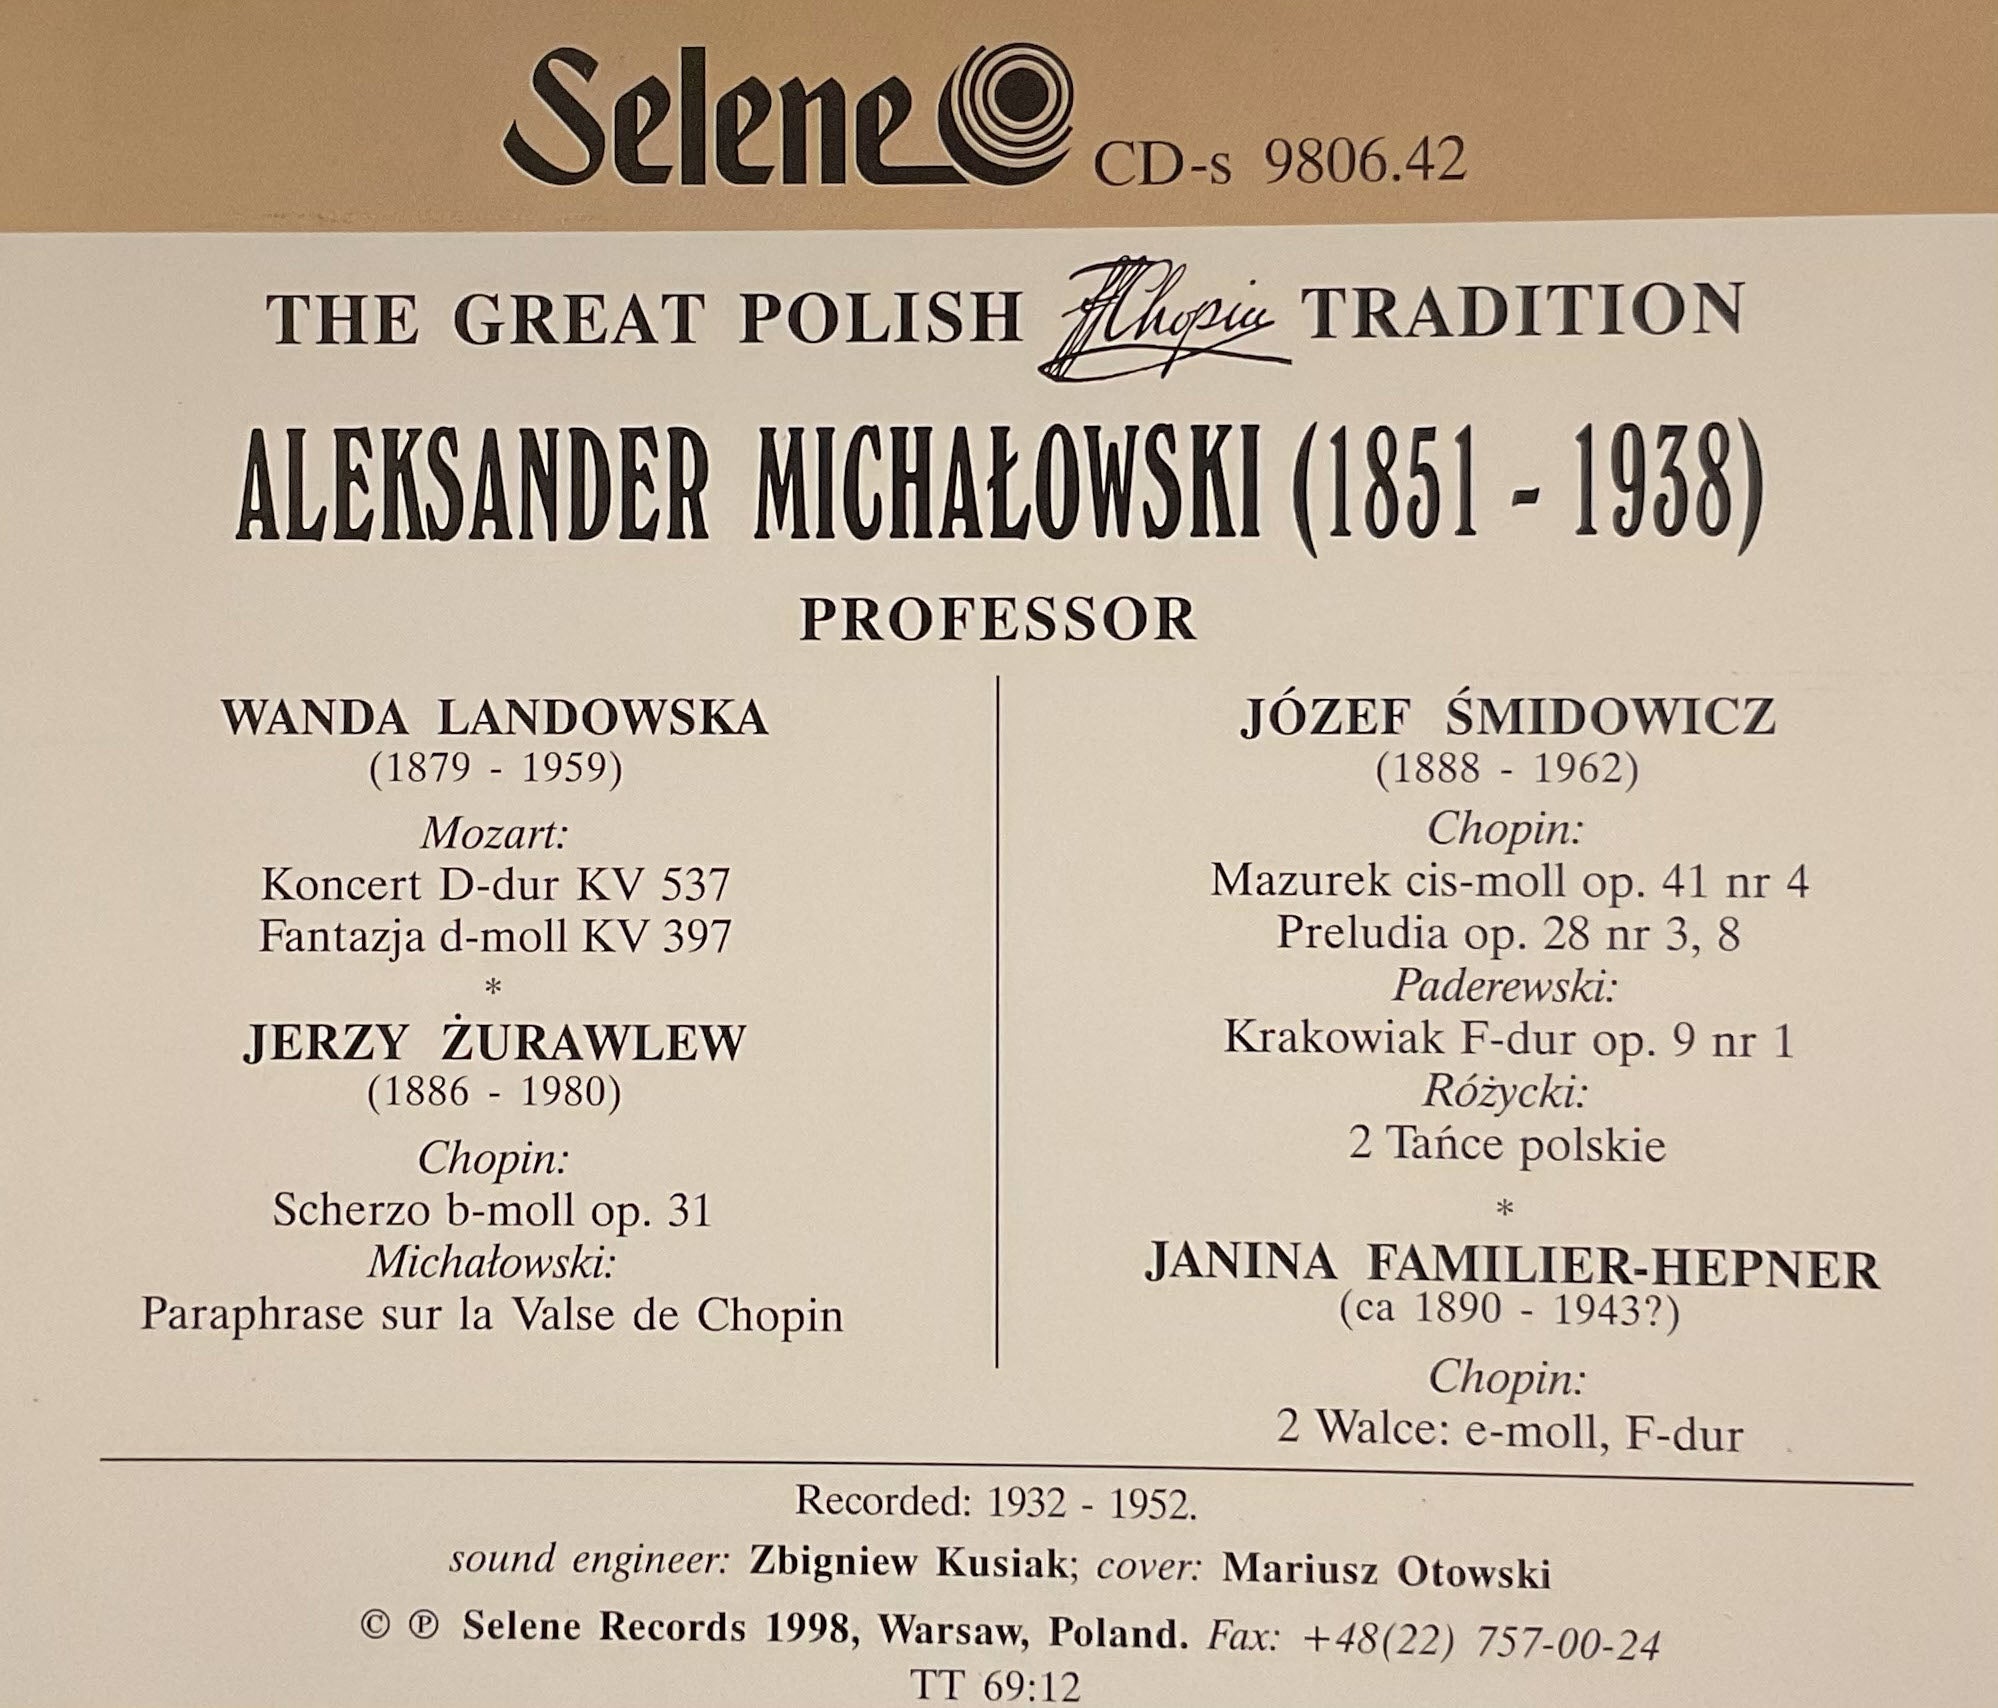 Selene CD-s 9806.42
THE GREAT POLISH FFChopin TRADITION
ALEKSANDER MICHAŁOWSKI (1851 - 1938)
PROFESSOR
WANDA LANDOWSKA
(1879 - 1959)
Mozart:
Koncert D-dur KV 537
Fantazja d-moll KV 397
*
JERZY ŻURAWLEW
(1886 - 1980)
Chopin:
Scherzo b-moll op. 31
Michałowski:
Paraphrase sur la Valse de Chopin
JÓZEF ŚMIDOWICZ
(1888 - 1962)
Chopin:
Mazurek cis-moll op. 41 nr 4
Preludia op. 28 nr 3, 8
Paderewski:
Krakowiak F-dur op. 9 nr 1
Różycki:
2 Tańce polskie
*
JANINA FAMILIER-HEPNER
(ca 1890 - 1943?)
Chopin:
2 Walce: e-moll, F-dur
Recorded: 1932 - 1952.
sound engineer: Zbigniew Kusiak; cover: Mariusz Otowski
© ℗ Selene Records 1998, Warsaw, Poland. Fax: +48(22) 757-00-24
TT 69:12